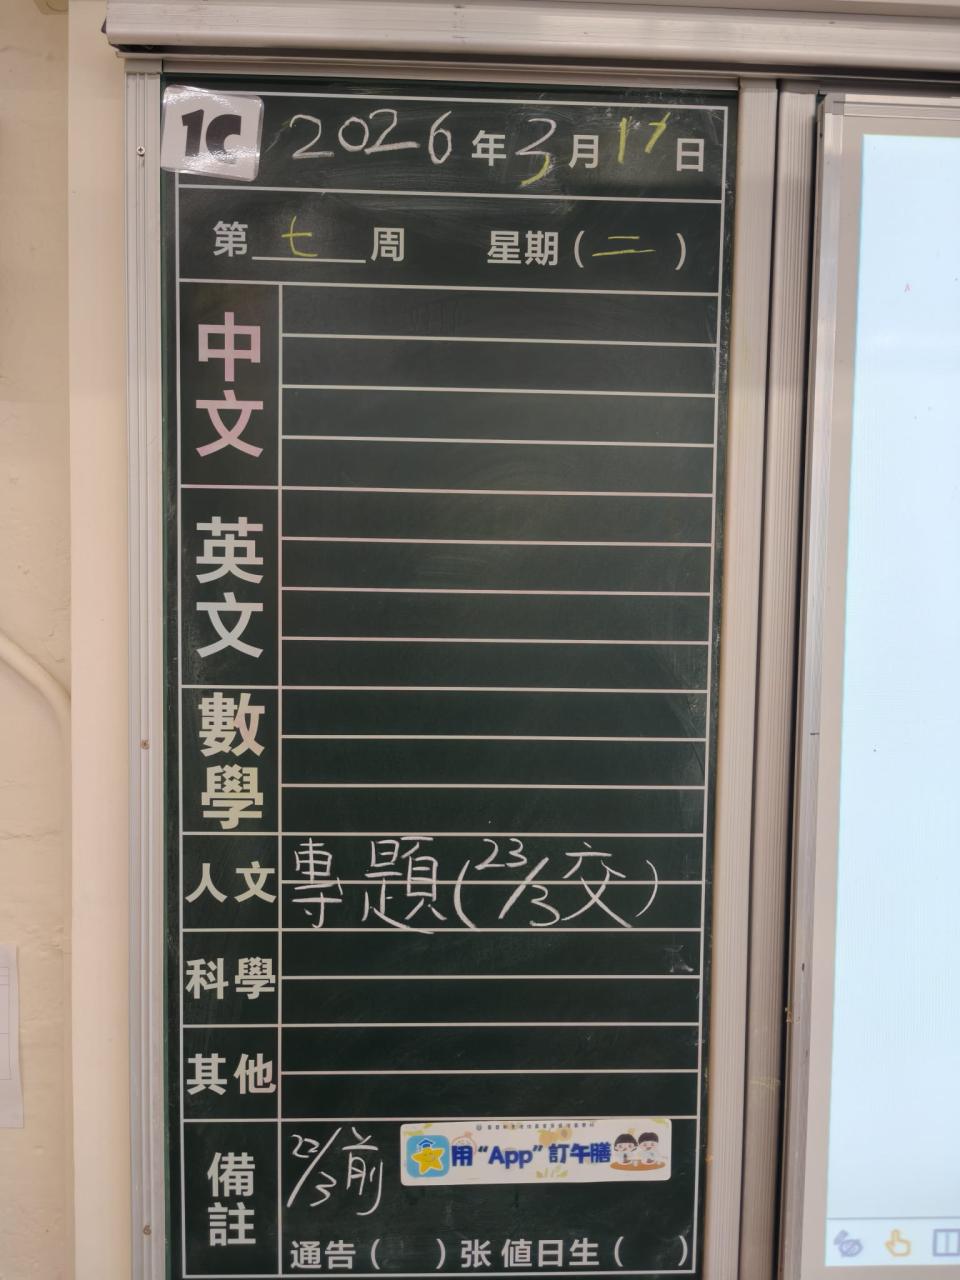 1C 2026年3月17日
第七周 星期(二)
中文
英文
數學
人文 專題(23/3交)
科學
其他
備註 22/3前 用“App”訂午膳
通告( )张 值日生( )